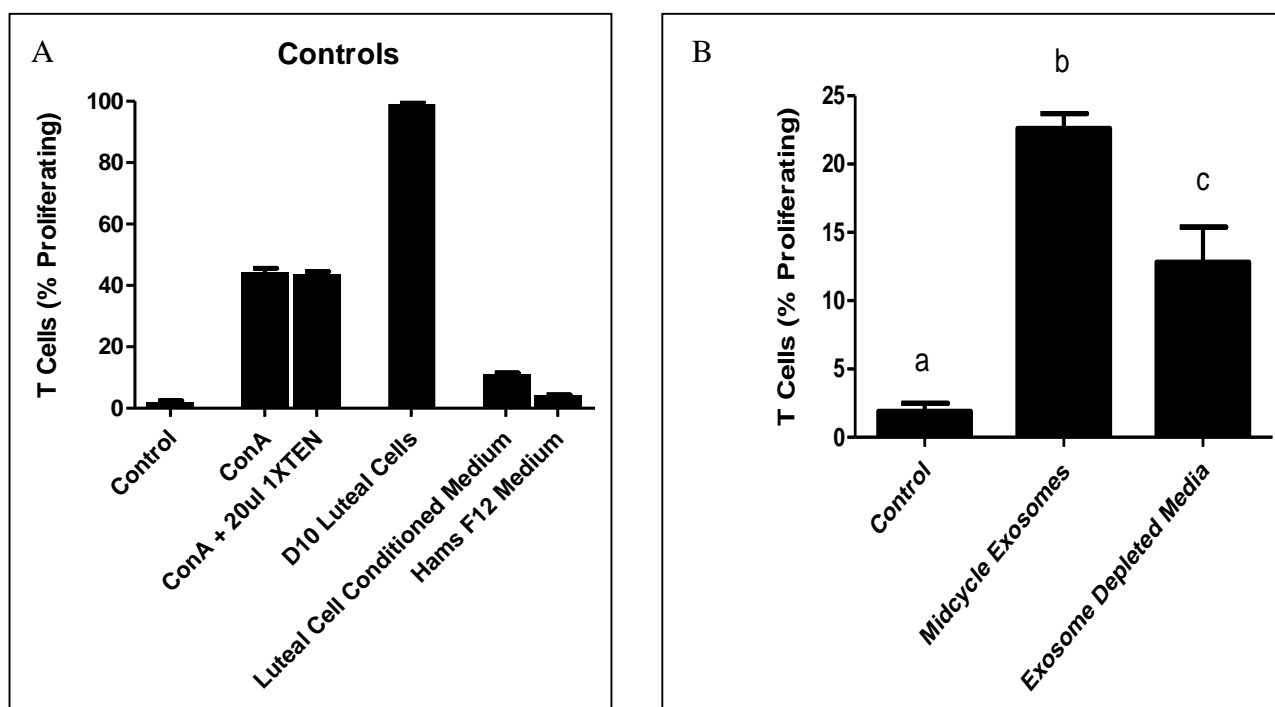 A
Controls
T Cells (% Proliferating)
100
80
60
40
20
0
Control
ConA
ConA + 20ul 1XTEN
D10 Luteal Cells
Luteal Cell Conditioned Medium
Hams F12 Medium
B
T Cells (% Proliferating)
25
20
15
10
5
0
a
b
c
Control
Midcycle Exosomes
Exosome Depleted Media